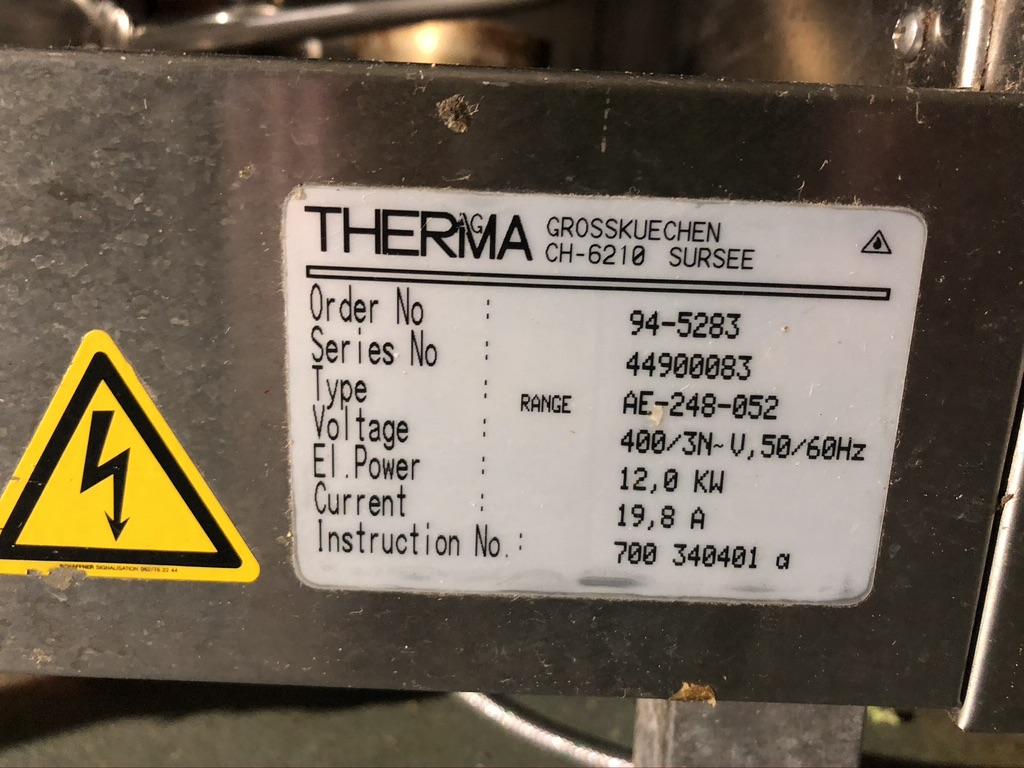 THERMA AG GROSSKUECHEN
CH-6210 SURSEE
Order No : 94-5283
Series No : 44900083
Type : RANGE AE-248-052
Voltage : 400/3N~V,50/60Hz
El.Power : 12,0 KW
Current : 19,8 A
Instruction No.: 700 340401 a
SIGNALISATION